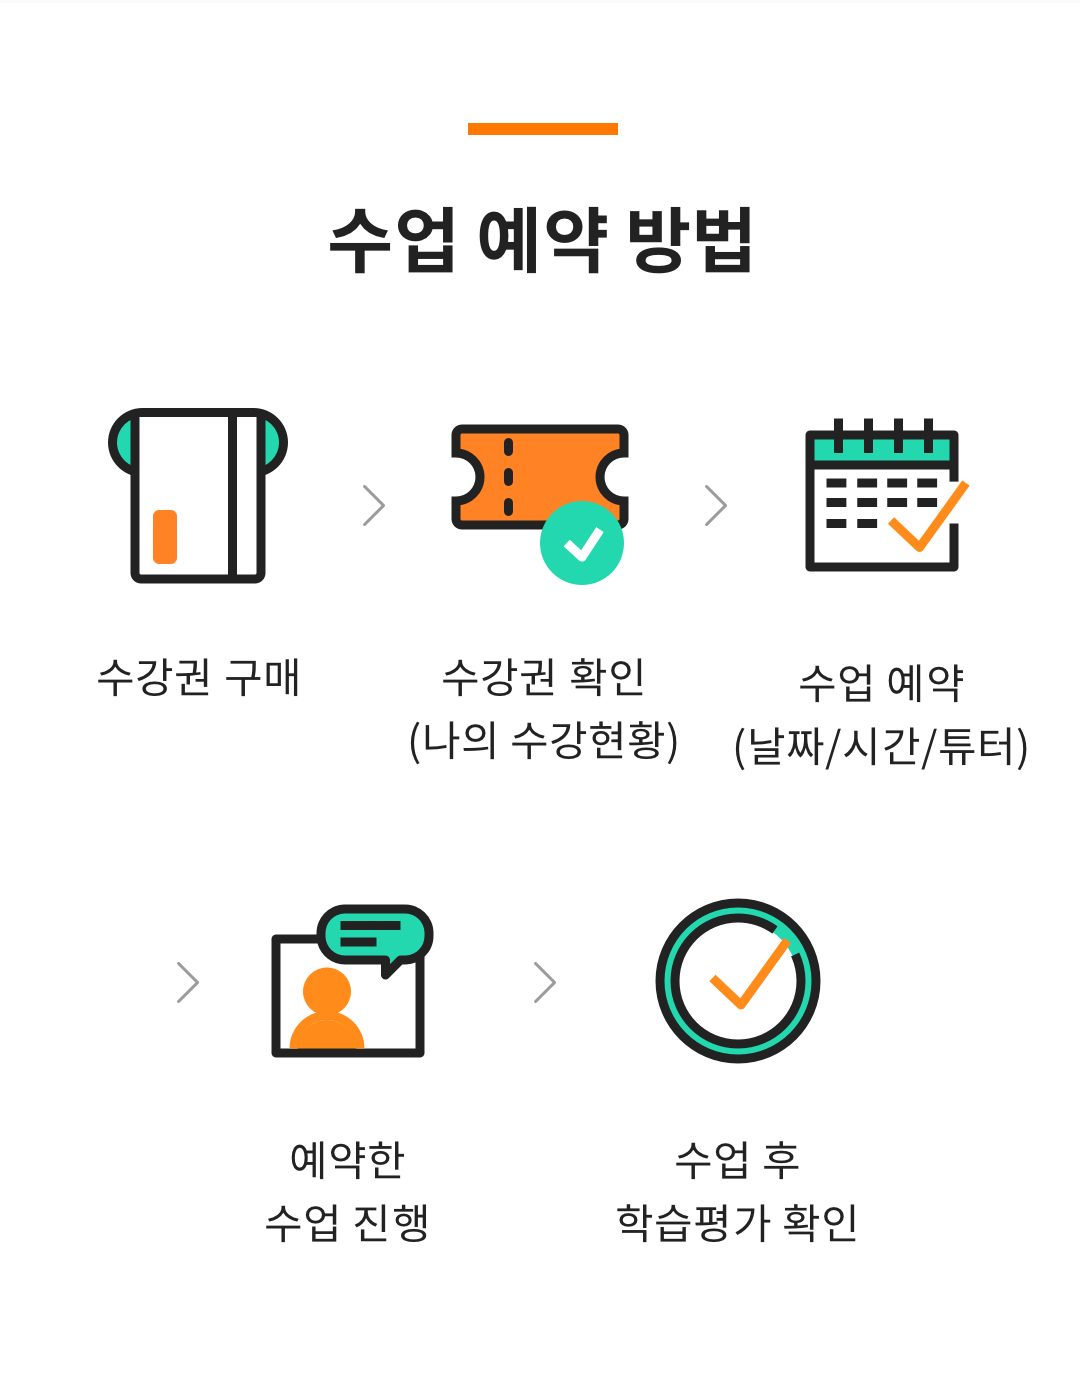 수업 예약 방법
수강권 구매
수강권 확인
(나의 수강현황)
수업 예약
(날짜/시간/튜터)
예약한
수업 진행
수업 후
학습평가 확인